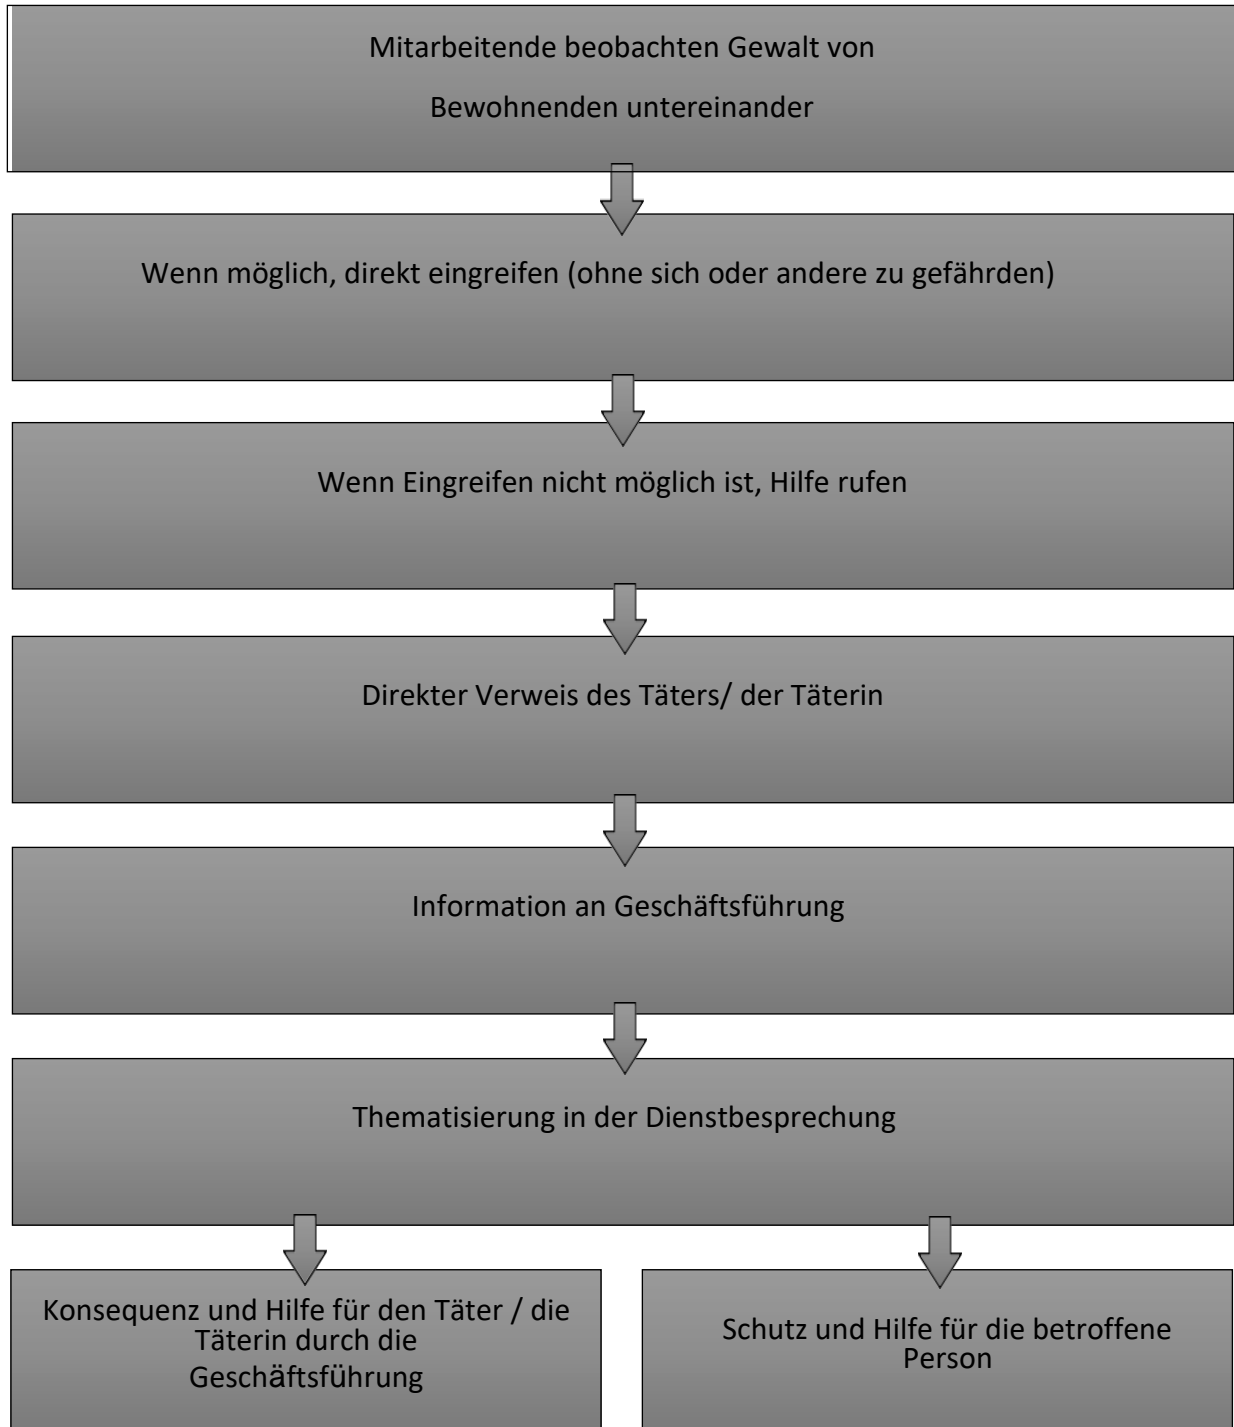 Mitarbeitende beobachten Gewalt von
Bewohnenden untereinander
Wenn möglich, direkt eingreifen (ohne sich oder andere zu gefährden)
Wenn Eingreifen nicht möglich ist, Hilfe rufen
Direkter Verweis des Täters/ der Täterin
Information an Geschäftsführung
Thematisierung in der Dienstbesprechung
Konsequenz und Hilfe für den Täter / die
Täterin durch die
Geschäftsführung
Schutz und Hilfe für die betroffene
Person